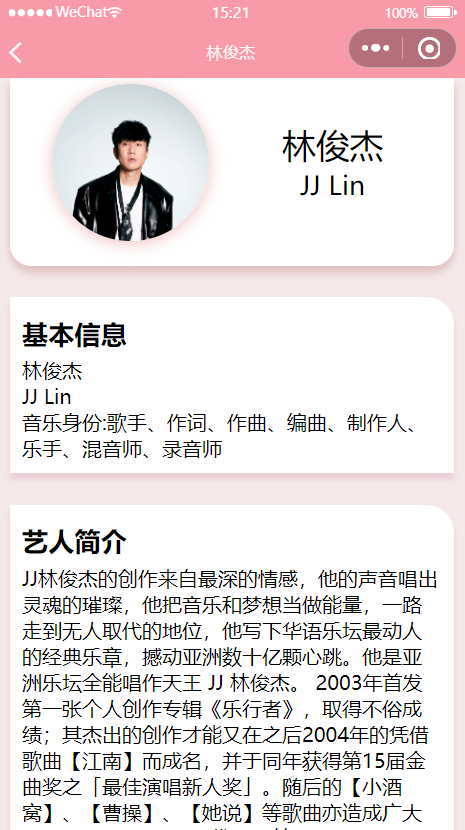 WeChat 15:21 100%
林俊杰
林俊杰
JJ Lin
基本信息
林俊杰
JJ Lin
音乐身份:歌手、作词、作曲、编曲、制作人、
乐手、混音师、录音师
艺人简介
JJ林俊杰的创作来自最深的情感，他的声音唱出
灵魂的璀璨，他把音乐和梦想当做能量，一路
走到无人取代的地位，他写下华语乐坛最动人
的经典乐章，撼动亚洲数十亿颗心跳。他是亚
洲乐坛全能唱作天王 JJ 林俊杰。 2003年首发
第一张个人创作专辑《乐行者》，取得不俗成
绩；其杰出的创作才能又在之后2004年的凭借
歌曲【江南】而成名，并于同年获得第15届金
曲奖之「最佳演唱新人奖」。随后的【小酒
窝】、【曹操】、【她说】等歌曲亦造成广大